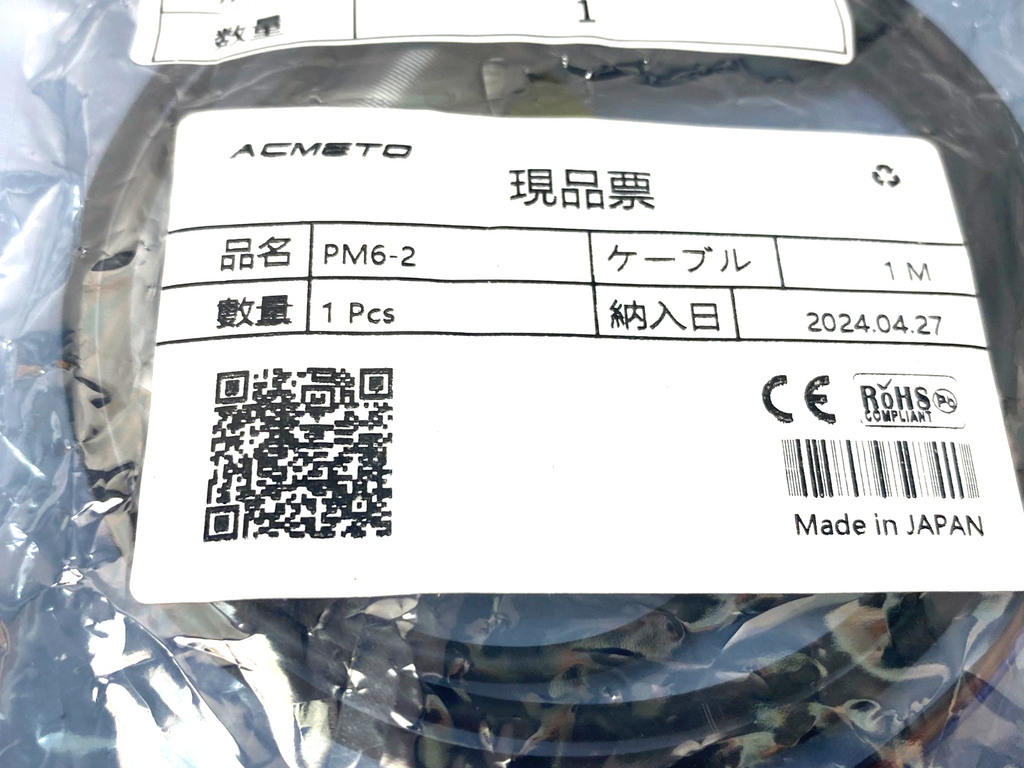 数量 1
ACMETO
現品票
品名 PM6-2 ケーブル 1 M
數量 1 Pcs 納入日 2024.04.27
CE RoHS Pb
COMPLIANT
Made in JAPAN